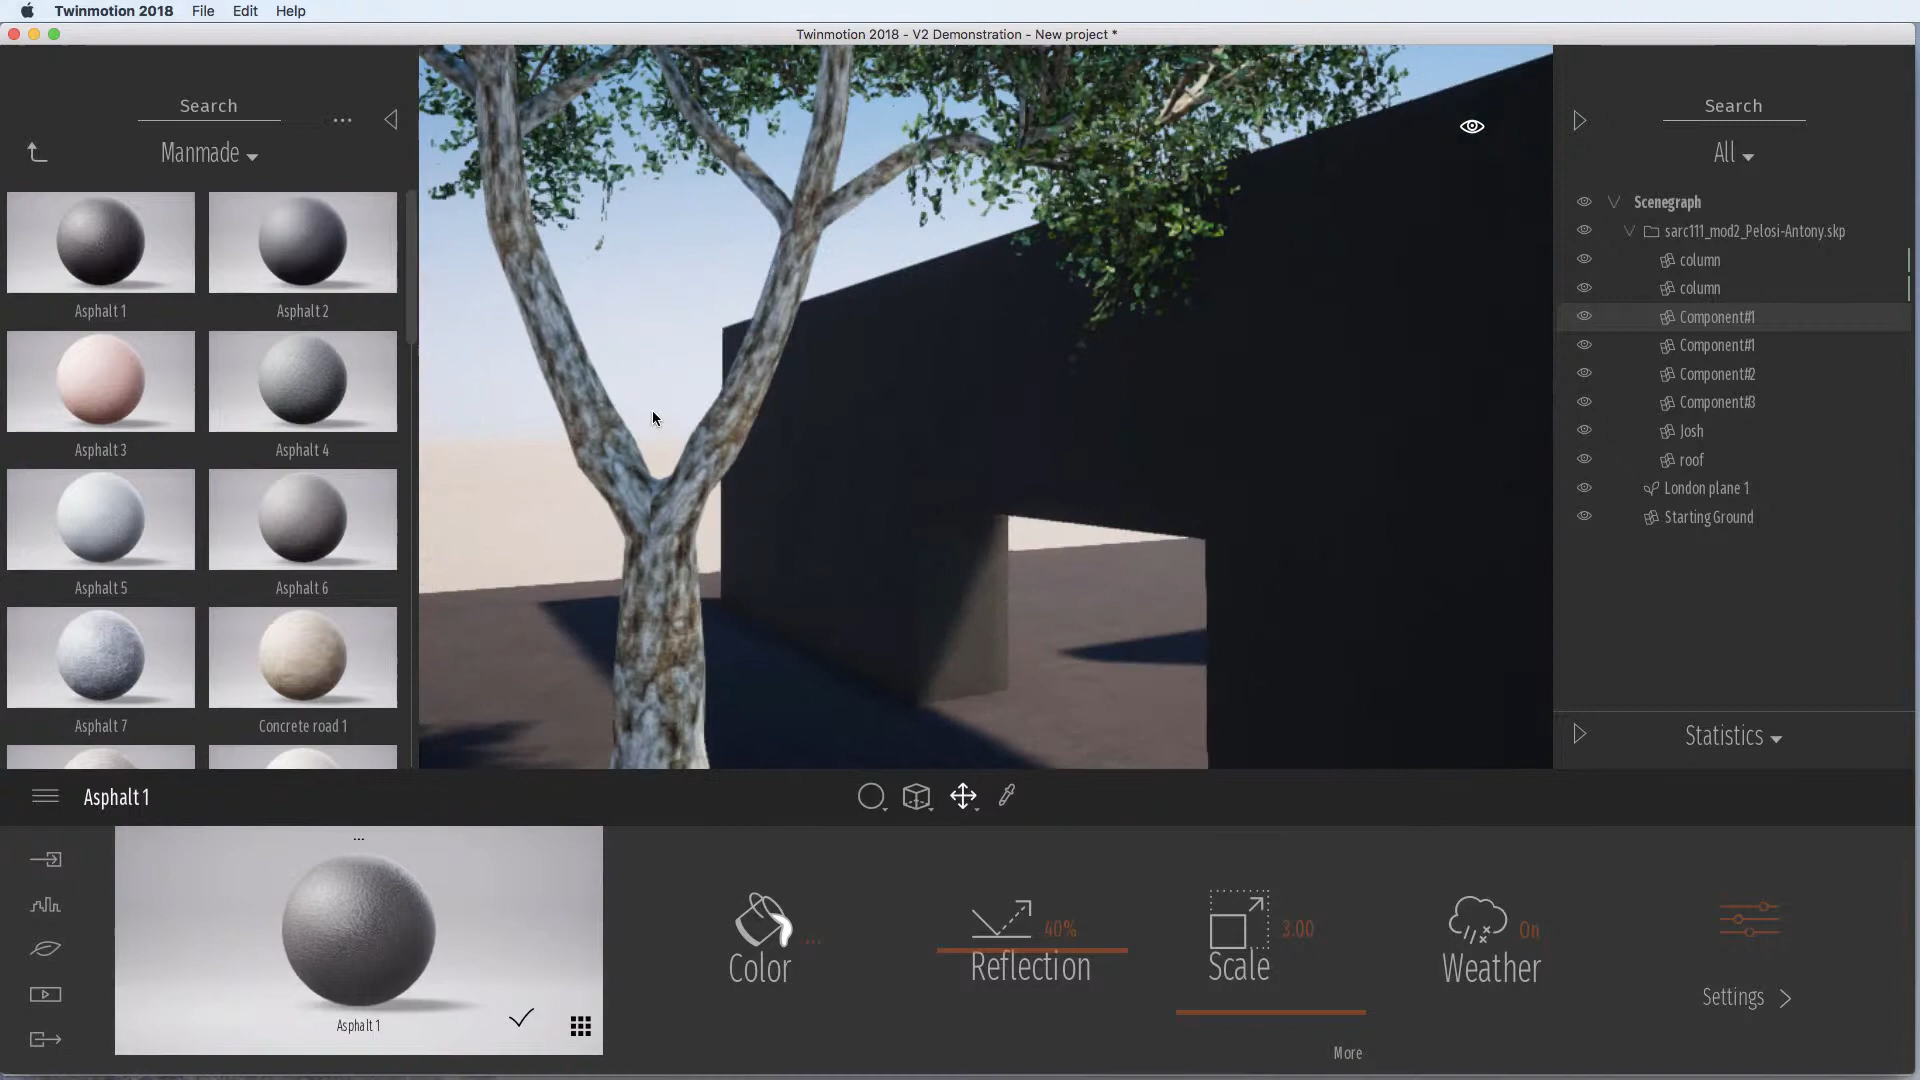 Twinmotion 2018 File Edit Help
Twinmotion 2018 - V2 Demonstration - New project *
Search
...
Manmade
Asphalt 1
Asphalt 2
Asphalt 3
Asphalt 4
Asphalt 5
Asphalt 6
Asphalt 7
Concrete road 1
Search
All
Scenegraph
sarc111_mod2_Pelosi-Antony.skp
column
column
Component#1
Component#1
Component#2
Component#3
Josh
roof
London plane 1
Starting Ground
Statistics
Asphalt 1
...
Asphalt 1
Color
...
40%
Reflection
3.00
Scale
On
Weather
Settings
More